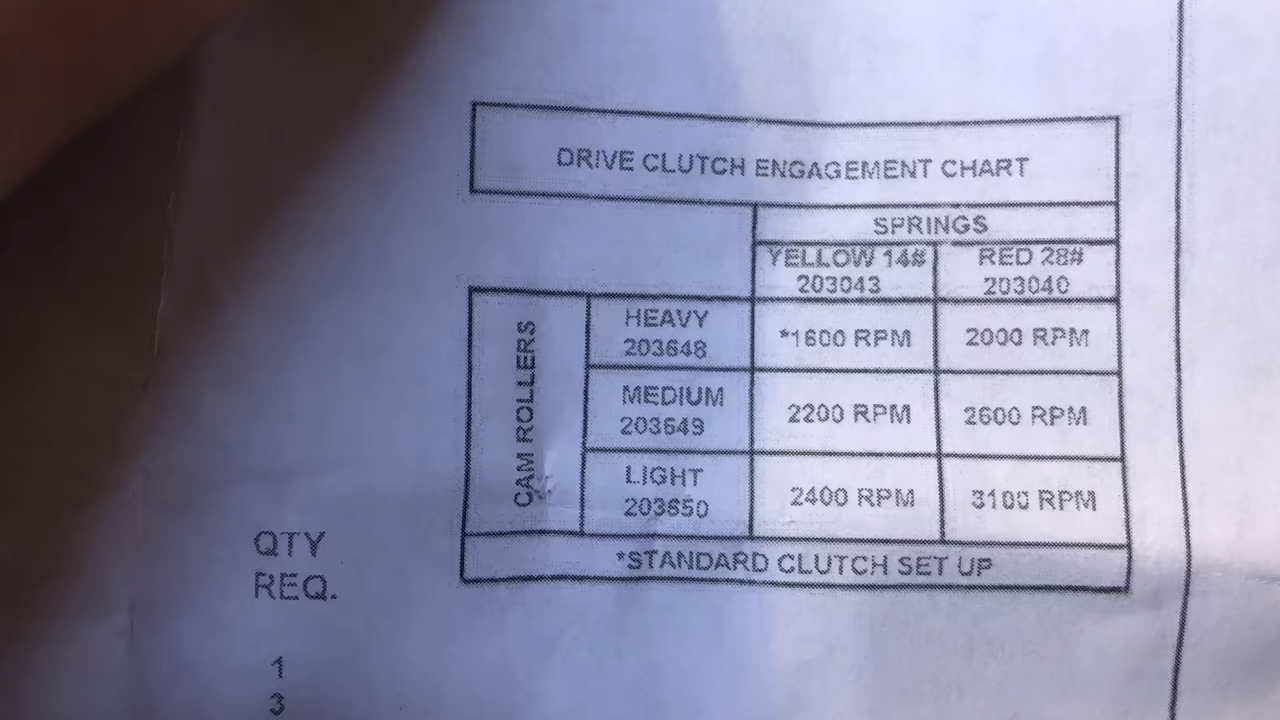 DRIVE CLUTCH ENGAGEMENT CHART
SPRINGS
YELLOW 14# RED 28#
203043 203040
CAM ROLLERS
HEAVY
203648
*1600 RPM 2000 RPM
MEDIUM
203649
2200 RPM 2600 RPM
LIGHT
203650
2400 RPM 3100 RPM
*STANDARD CLUTCH SET UP
QTY
REQ.
1
3